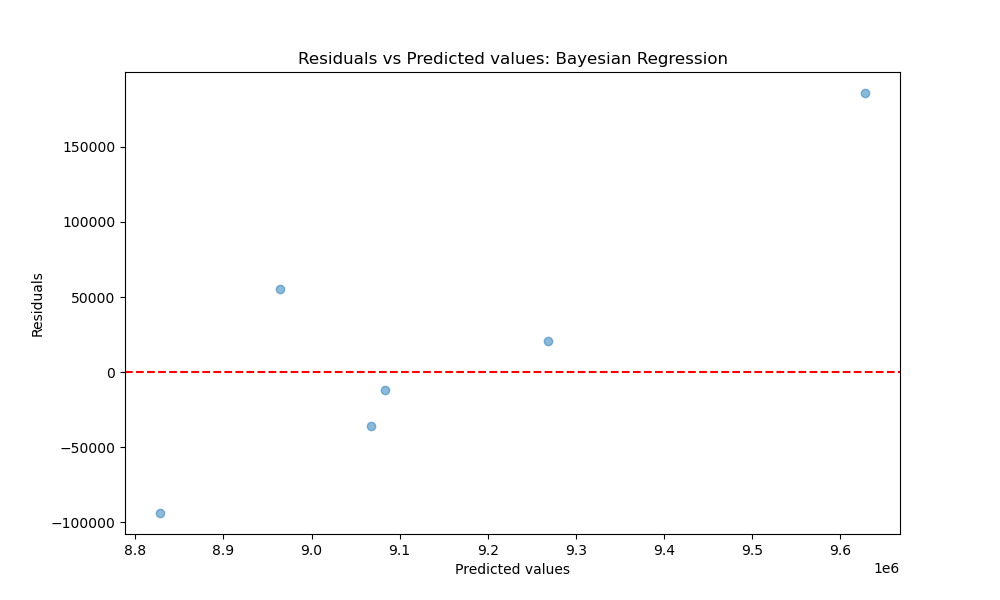 Residuals vs Predicted values: Bayesian Regression
150000
100000
50000
0
−50000
−100000
Residuals
8.8 8.9 9.0 9.1 9.2 9.3 9.4 9.5 9.6
1e6
Predicted values